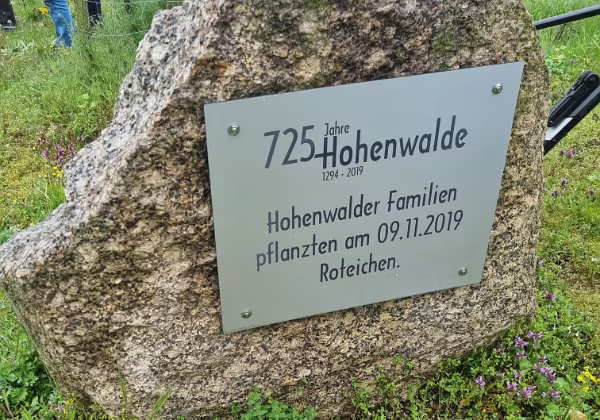 725 Jahre Hohenwalde
1294 - 2019
Hohenwalder Familien
pflanzten am 09.11.2019
Roteichen.